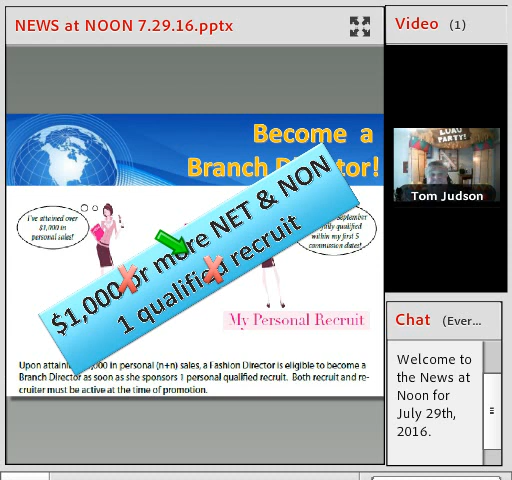 NEWS at NOON 7.29.16.pptx
Video (1)
LUAU
PARTY!
Tom Judson
Become a
Branch Director!
I've attained over
$1,000 in
personal sales!
$1,000 or more NET & NON
1 qualified recruit
September
fully qualified
within my first 5
commission dates!
My Personal Recruit
Upon attaining ,000 in personal (n+n) sales, a Fashion Director is eligible to become a
Branch Director as soon as she sponsors 1 personal qualified recruit. Both recruit and re-
cruiter must be active at the time of promotion.
Chat (Ever...
Welcome to
the News at
Noon for
July 29th,
2016.